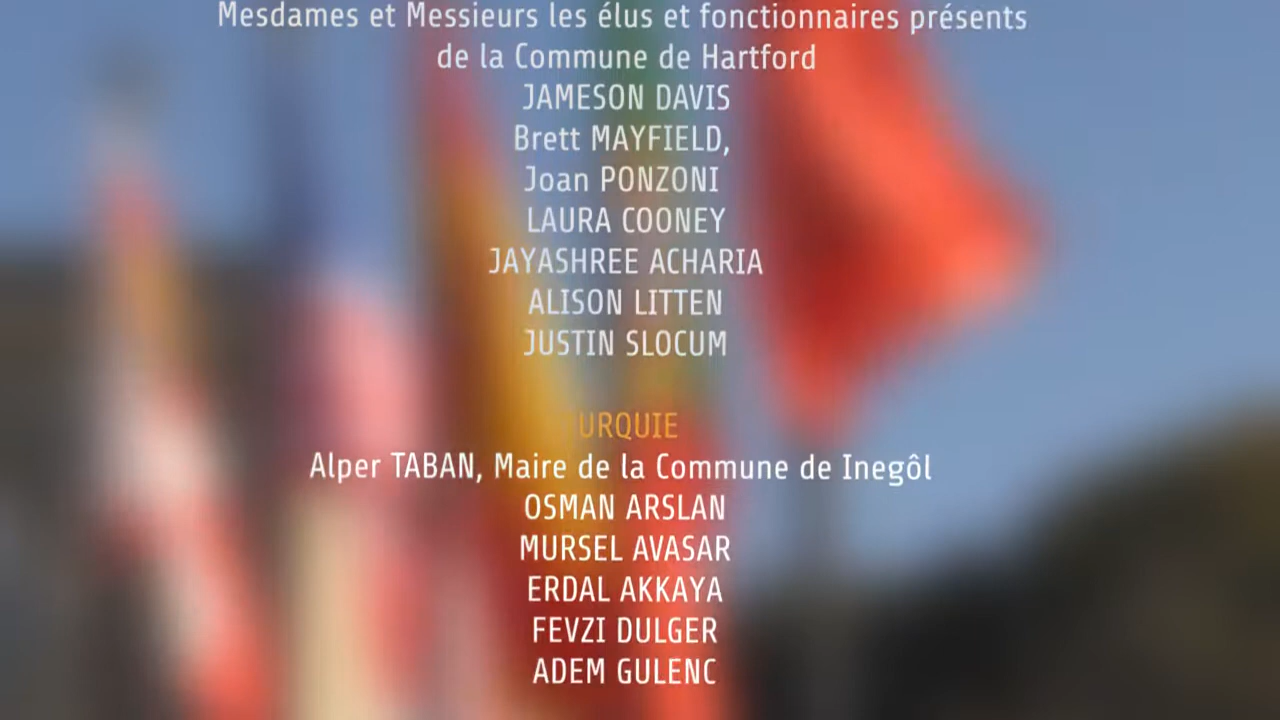 Mesdames et Messieurs les élus et fonctionnaires présents
de la Commune de Hartford
JAMESON DAVIS
Brett MAYFIELD,
Joan PONZONI
LAURA COONEY
JAYASHREE ACHARIA
ALISON LITTEN
JUSTIN SLOCUM
TURQUIE
Alper TABAN, Maire de la Commune de Inegôl
OSMAN ARSLAN
MURSEL AVASAR
ERDAL AKKAYA
FEVZI DULGER
ADEM GULENC